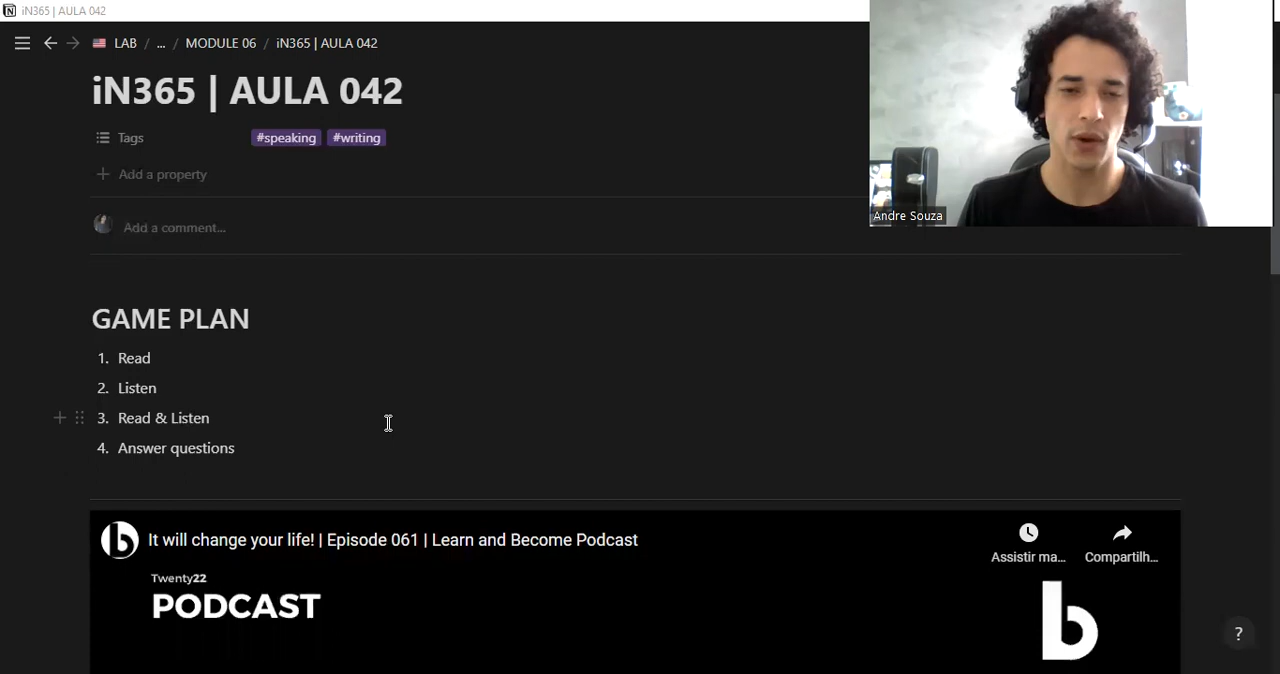 iN365 | AULA 042
LAB / ... / MODULE 06 / iN365 | AULA 042
iN365 | AULA 042
Tags #speaking #writing
Add a property
Andre Souza
Add a comment...
GAME PLAN
1. Read
2. Listen
3. Read & Listen
4. Answer questions
b It will change your life! | Episode 061 | Learn and Become Podcast
Assistir ma... Compartilh...
Twenty22
PODCAST
b
?